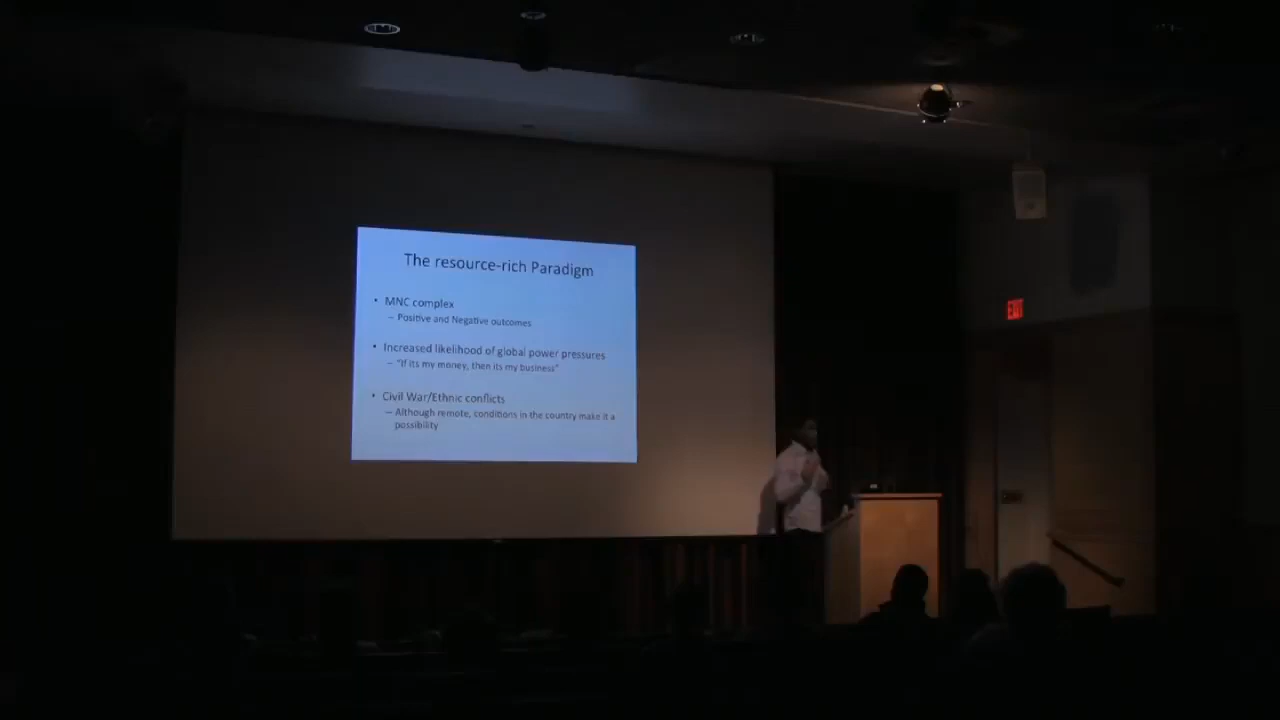 The resource-rich Paradigm
• MNC complex
– Positive and Negative outcomes
• Increased likelihood of global power pressures
– "If its my money, then its my business"
• Civil War/Ethnic conflicts
– Although remote, conditions in the country make it a
possibility
EXIT